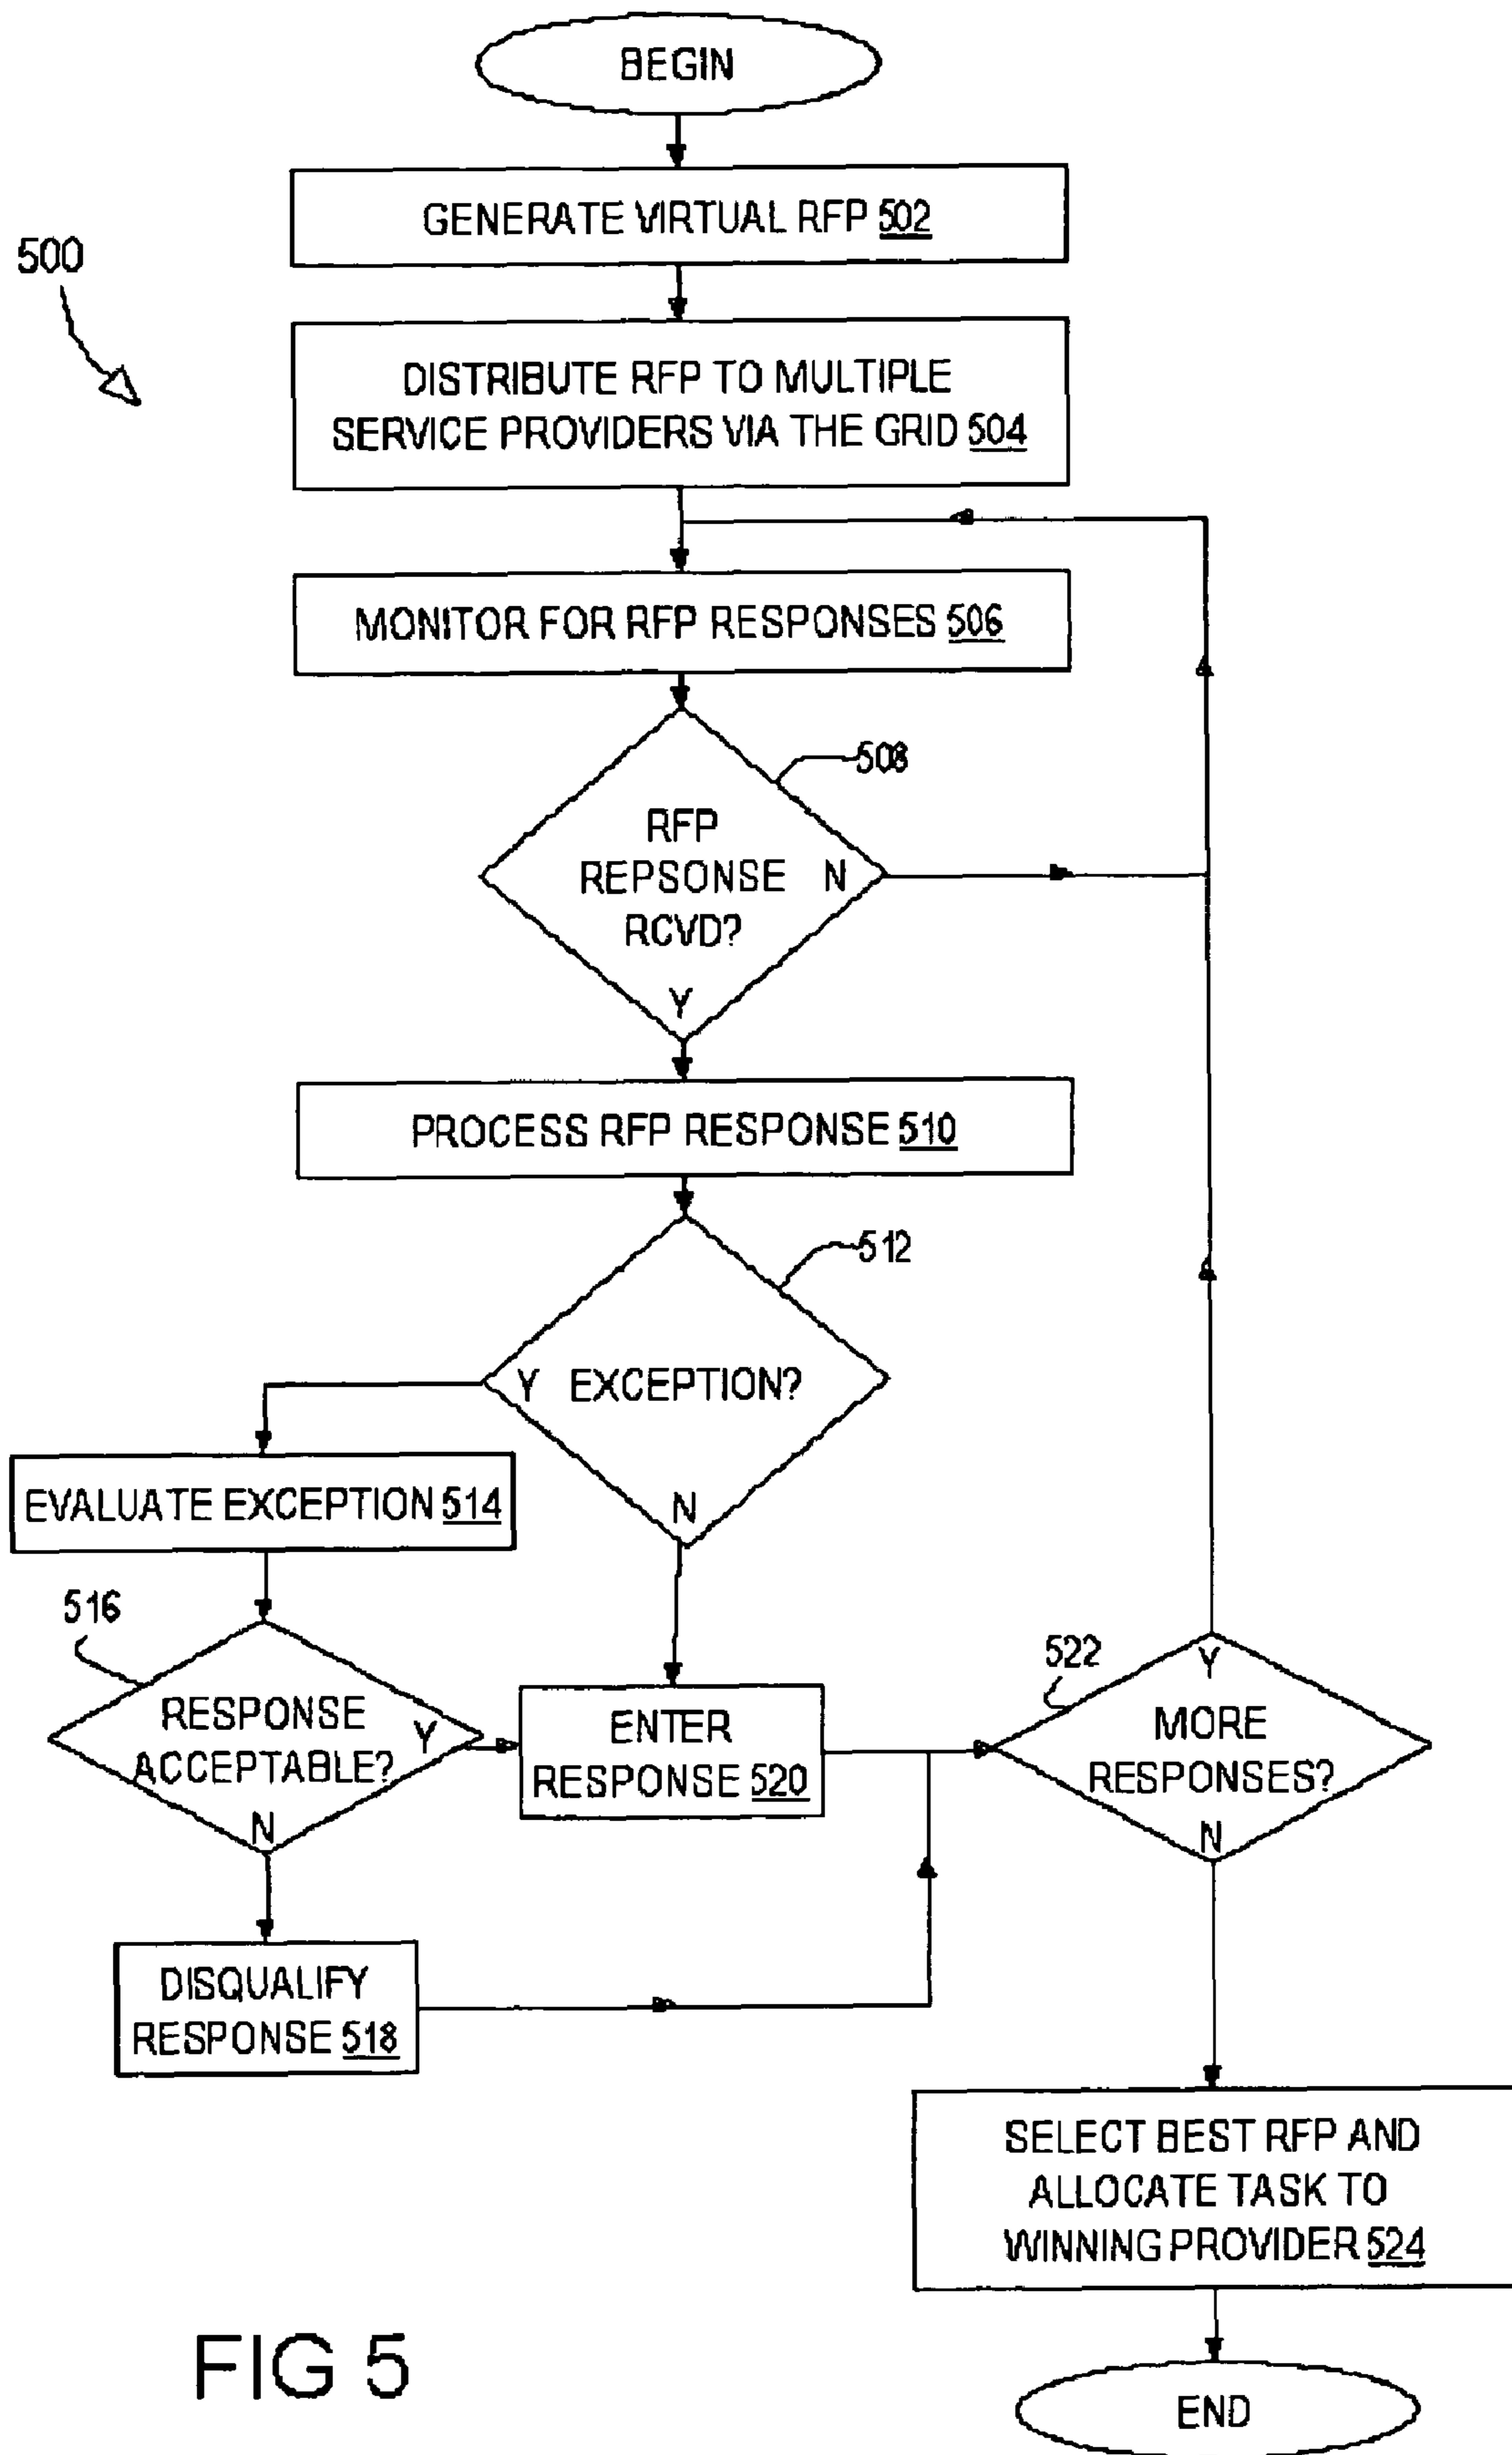 BEGIN
GENERATE VIRTUAL RFP 502
500
DISTRIBUTE RFP TO MULTIPLE
SERVICE PROVIDERS VIA THE GRID 504
MONITOR FOR RFP RESPONSES 506
508
RFP
REPSONSE N
RCVD?
Y
PROCESS RFP RESPONSE 510
512
Y EXCEPTION?
N
EVALUATE EXCEPTION 514
516
RESPONSE
ACCEPTABLE? Y
N
ENTER
RESPONSE 520
522
Y
MORE
RESPONSES?
N
DISQUALIFY
RESPONSE 518
SELECT BEST RFP AND
ALLOCATE TASK TO
WINNING PROVIDER 524
END
FIG 5